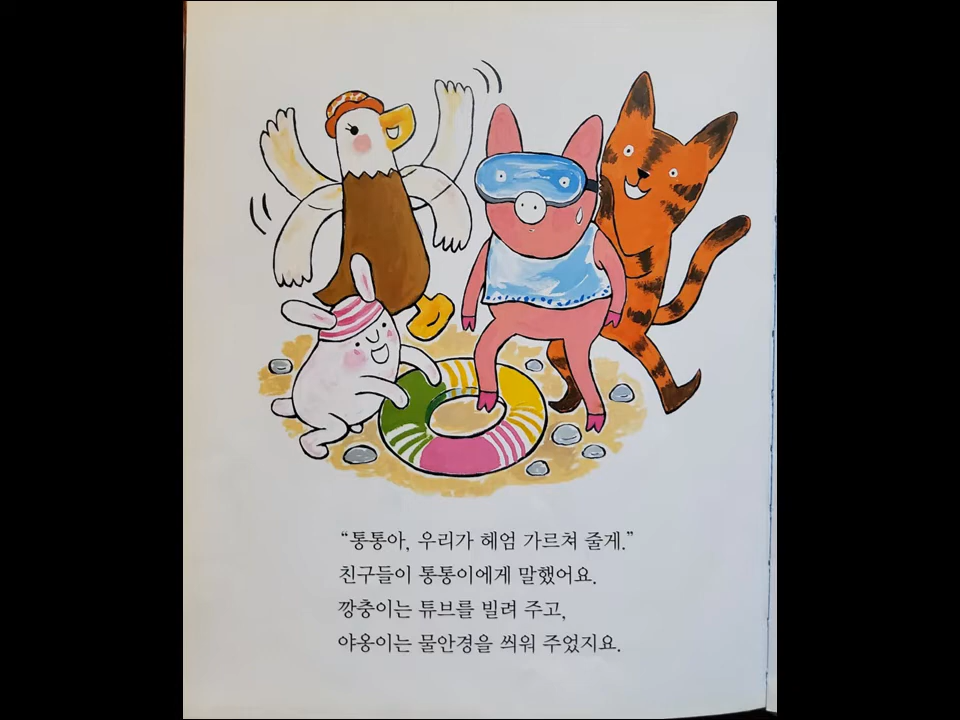 “통통아, 우리가 헤엄 가르쳐 줄게.”
친구들이 통통이에게 말했어요.
깡충이는 튜브를 빌려 주고,
야옹이는 물안경을 씌워 주었지요.